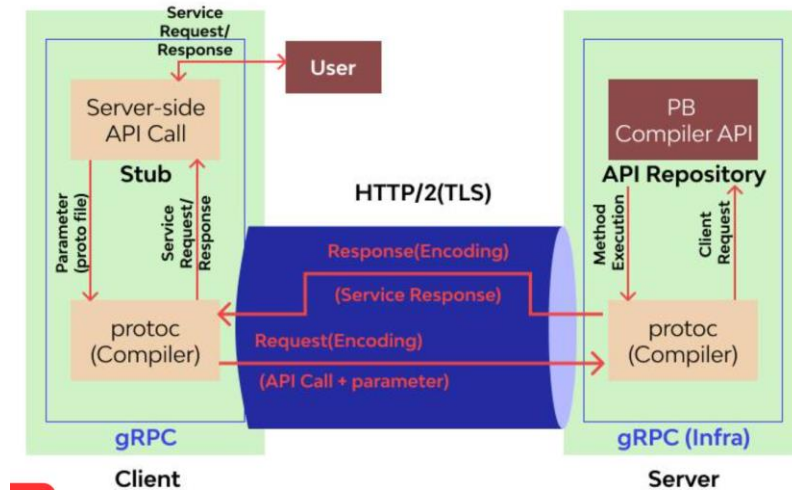 Service
Request/
Response
User
Server-side
API Call
Stub
Parameter
(proto file)
Service
Request/
Response
protoc
(Compiler)
gRPC
Client
HTTP/2(TLS)
Response(Encoding)
(Service Response)
Request(Encoding)
(API Call + parameter)
PB
Compiler API
API Repository
Method
Execution
Client
Request
protoc
(Compiler)
gRPC (Infra)
Server